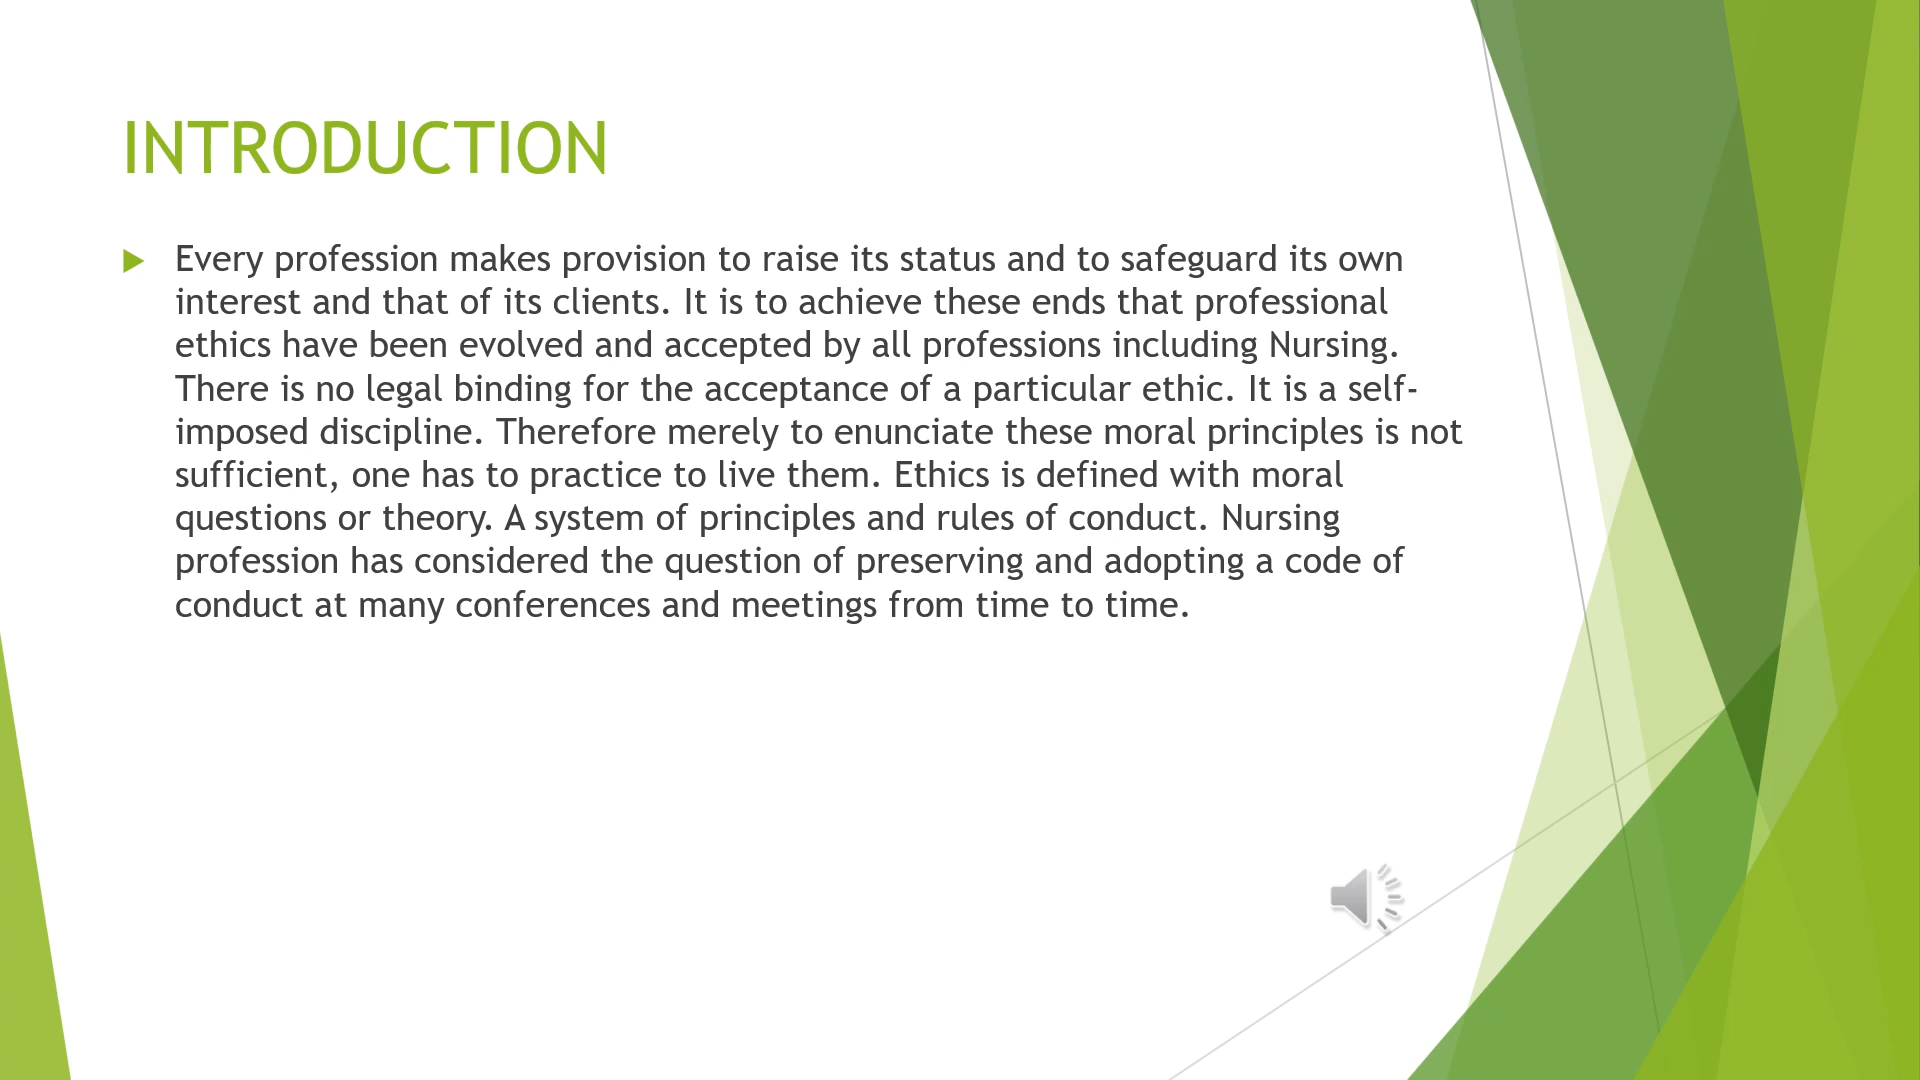 INTRODUCTION
Every profession makes provision to raise its status and to safeguard its own
interest and that of its clients. It is to achieve these ends that professional
ethics have been evolved and accepted by all professions including Nursing.
There is no legal binding for the acceptance of a particular ethic. It is a self-
imposed discipline. Therefore merely to enunciate these moral principles is not
sufficient, one has to practice to live them. Ethics is defined with moral
questions or theory. A system of principles and rules of conduct. Nursing
profession has considered the question of preserving and adopting a code of
conduct at many conferences and meetings from time to time.